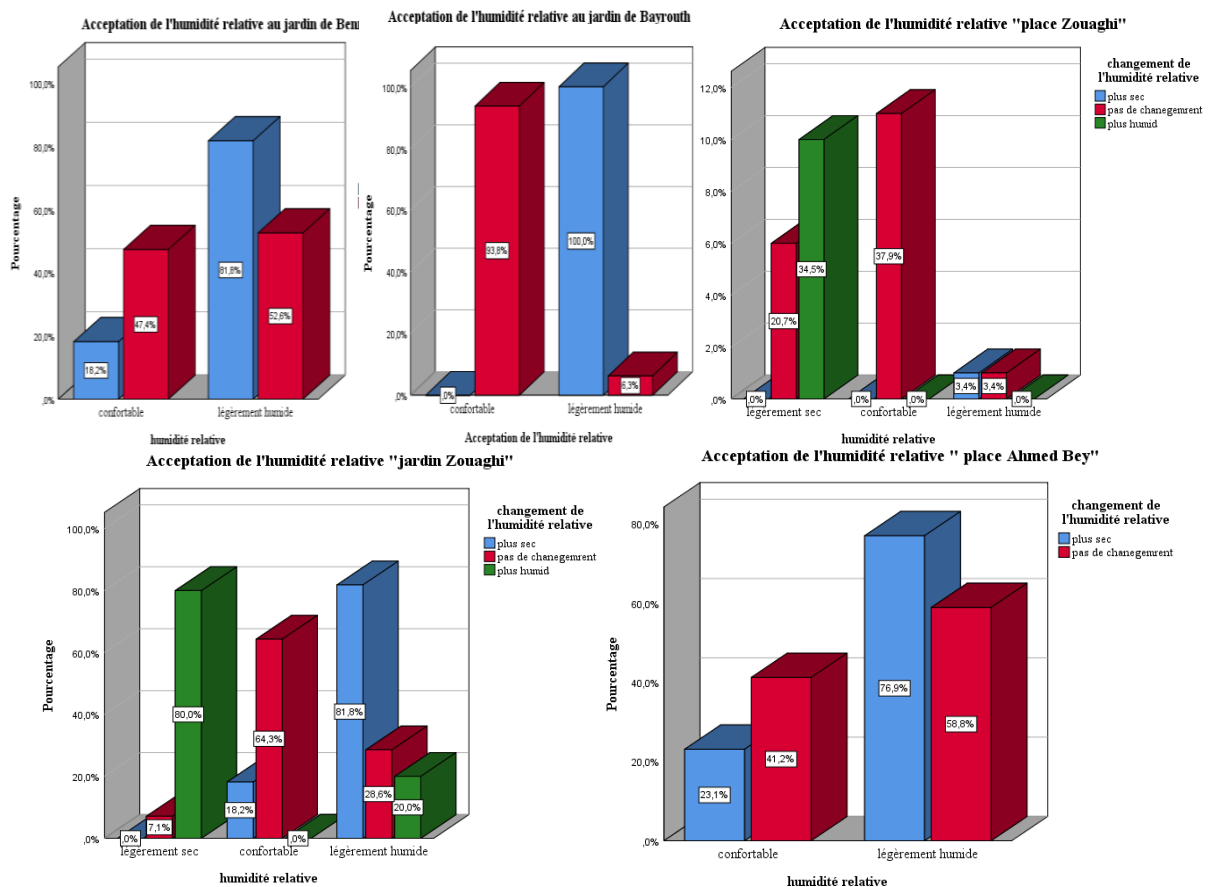 Acceptation de l'humidité relative au jardin de Ben
Pourcentage
100,0%
80,0%
60,0%
40,0%
20,0%
,0%
18,2%
47,4%
81,8%
52,6%
confortable
légèrement humide
humidité relative
Acceptation de l'humidité relative au jardin de Bayrouth
Pourcentage
100,0%
80,0%
60,0%
40,0%
20,0%
,0%
,0%
93,8%
100,0%
6,3%
confortable
légèrement humide
Acceptation de l'humidité relative
Acceptation de l'humidité relative "place Zouaghi"
changement de
l'humidité relative
plus sec
pas de chanegemrent
plus humid
Pourcentage
12,0%
10,0%
8,0%
6,0%
4,0%
2,0%
,0%
,0%
20,7%
34,5%
,0%
37,9%
,0%
3,4%
3,4%
,0%
légèrement sec
confortable
légèrement humide
humidité relative
Acceptation de l'humidité relative "jardin Zouaghi"
changement de
l'humidité relative
plus sec
pas de chanegemrent
plus humid
Pourcentage
100,0%
80,0%
60,0%
40,0%
20,0%
,0%
,0%
7,1%
80,0%
18,2%
64,3%
,0%
81,8%
28,6%
20,0%
légèrement sec
confortable
légèrement humide
humidité relative
Acceptation de l'humidité relative " place Ahmed Bey"
changement de
l'humidité relative
plus sec
pas de chanegemrent
Pourcentage
80,0%
60,0%
40,0%
20,0%
,0%
23,1%
41,2%
76,9%
58,8%
confortable
légèrement humide
humidité relative